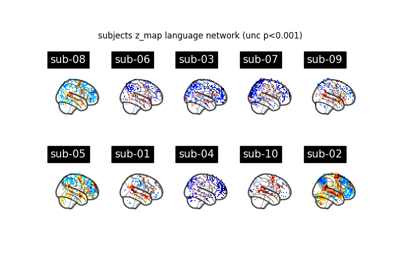 subjects z_map language network (unc p<0.001)
sub-08 sub-06 sub-03 sub-07 sub-09
sub-05 sub-01 sub-04 sub-10 sub-02